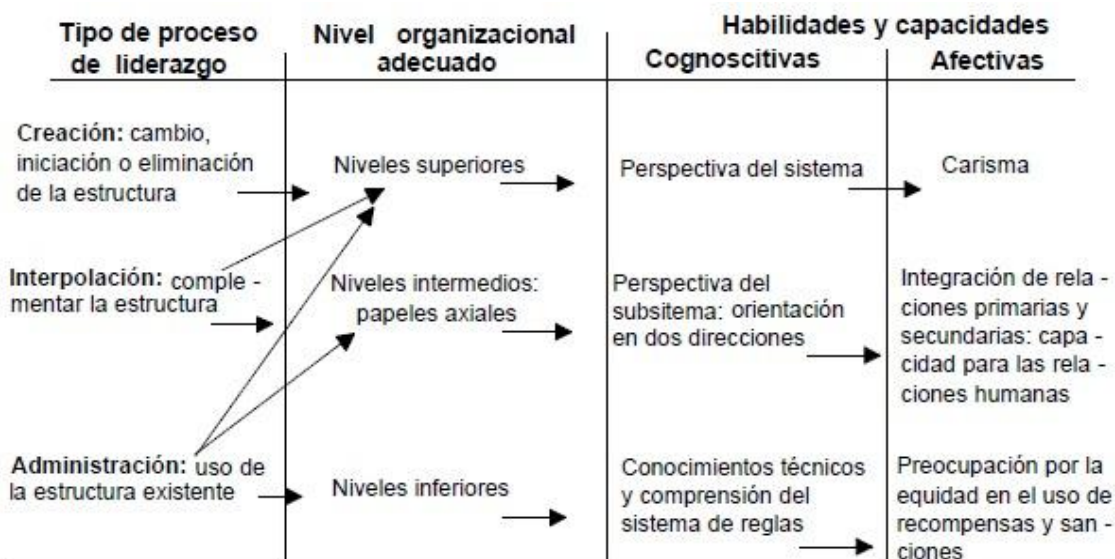 Tipo de proceso
de liderazgo
Nivel organizacional
adecuado
Habilidades y capacidades
Cognoscitivas
Afectivas
Creación: cambio,
iniciación o eliminación
de la estructura
Niveles superiores
Perspectiva del sistema
Carisma
Interpolación: comple -
mentar la estructura
Niveles intermedios:
papeles axiales
Perspectiva del
subsitema: orientación
en dos direcciones
Integración de rela -
ciones primarias y
secundarias: capa -
cidad para las rela -
ciones humanas
Administración: uso de
la estructura existente
Niveles inferiores
Conocimientos técnicos
y comprensión del
sistema de reglas
Preocupación por la
equidad en el uso de
recompensas y san -
ciones